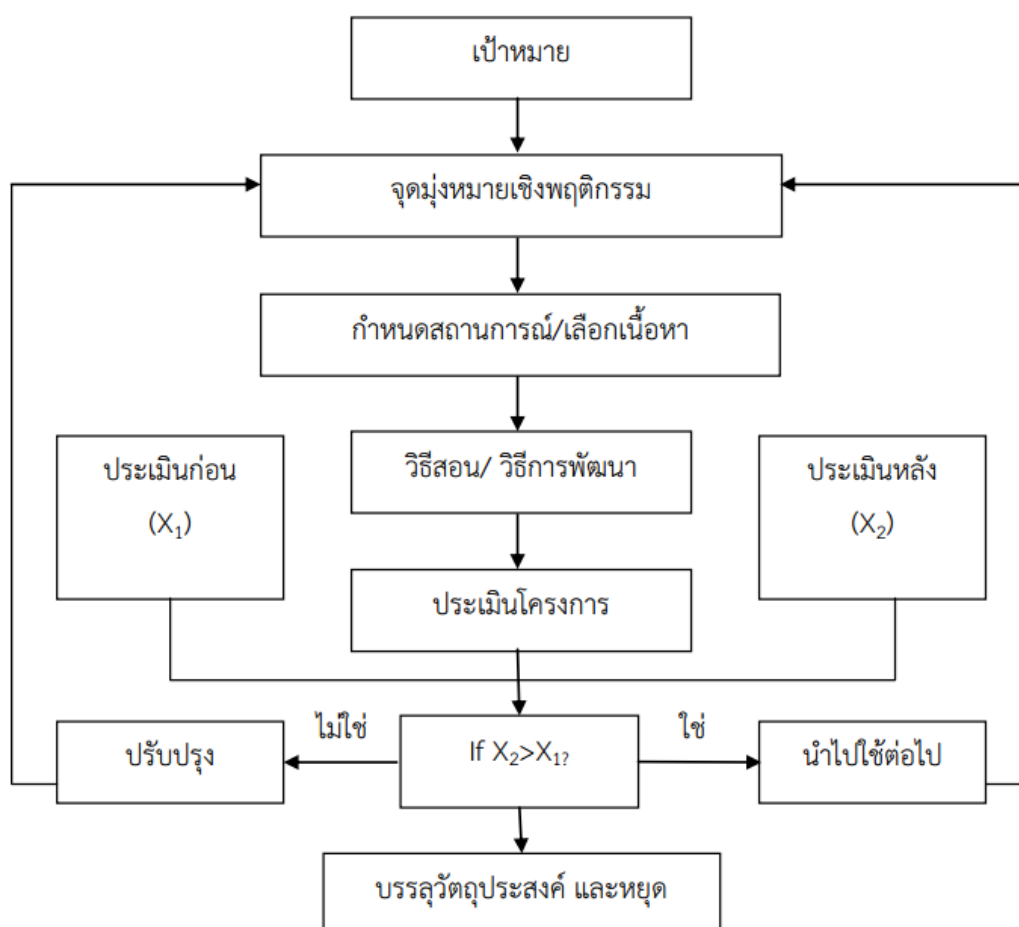 เป้าหมาย
จุดมุ่งหมายเชิงพฤติกรรม
กำหนดสถานการณ์/เลือกเนื้อหา
วิธีสอน/ วิธีการพัฒนา
ประเมินก่อน
(X₁)
ประเมินหลัง
(X₂)
ประเมินโครงการ
ไม่ใช่
ใช่
ปรับปรุง
If X₂>X₁?
นำไปใช้ต่อไป
บรรลุวัตถุประสงค์ และหยุด